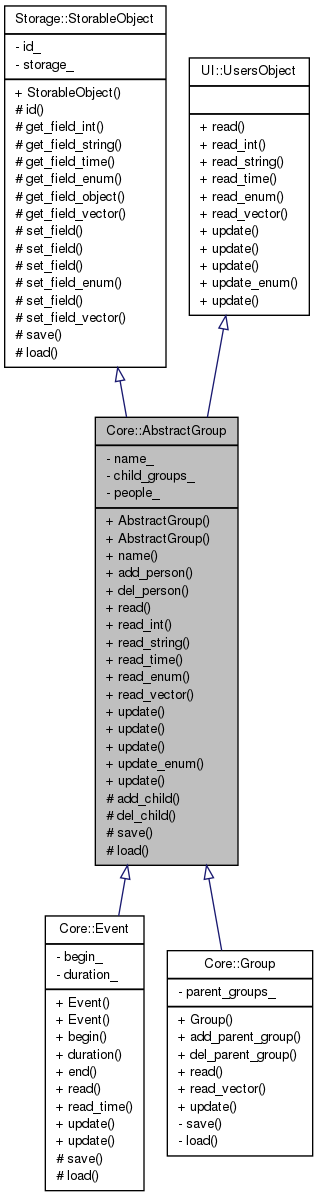 Storage::StorableObject
- id_
- storage_
+ StorableObject()
# id()
# get_field_int()
# get_field_string()
# get_field_time()
# get_field_enum()
# get_field_object()
# get_field_vector()
# set_field()
# set_field()
# set_field()
# set_field_enum()
# set_field()
# set_field_vector()
# save()
# load()
UI::UsersObject
+ read()
+ read_int()
+ read_string()
+ read_time()
+ read_enum()
+ read_vector()
+ update()
+ update()
+ update()
+ update_enum()
+ update()
Core::AbstractGroup
- name_
- child_groups_
- people_
+ AbstractGroup()
+ AbstractGroup()
+ name()
+ add_person()
+ del_person()
+ read()
+ read_int()
+ read_string()
+ read_time()
+ read_enum()
+ read_vector()
+ update()
+ update()
+ update()
+ update_enum()
+ update()
# add_child()
# del_child()
# save()
# load()
Core::Event
- begin_
- duration_
+ Event()
+ Event()
+ begin()
+ duration()
+ end()
+ read()
+ read_time()
+ update()
+ update()
# save()
# load()
Core::Group
- parent_groups_
+ Group()
+ add_parent_group()
+ del_parent_group()
+ read()
+ read_vector()
+ update()
- save()
- load()